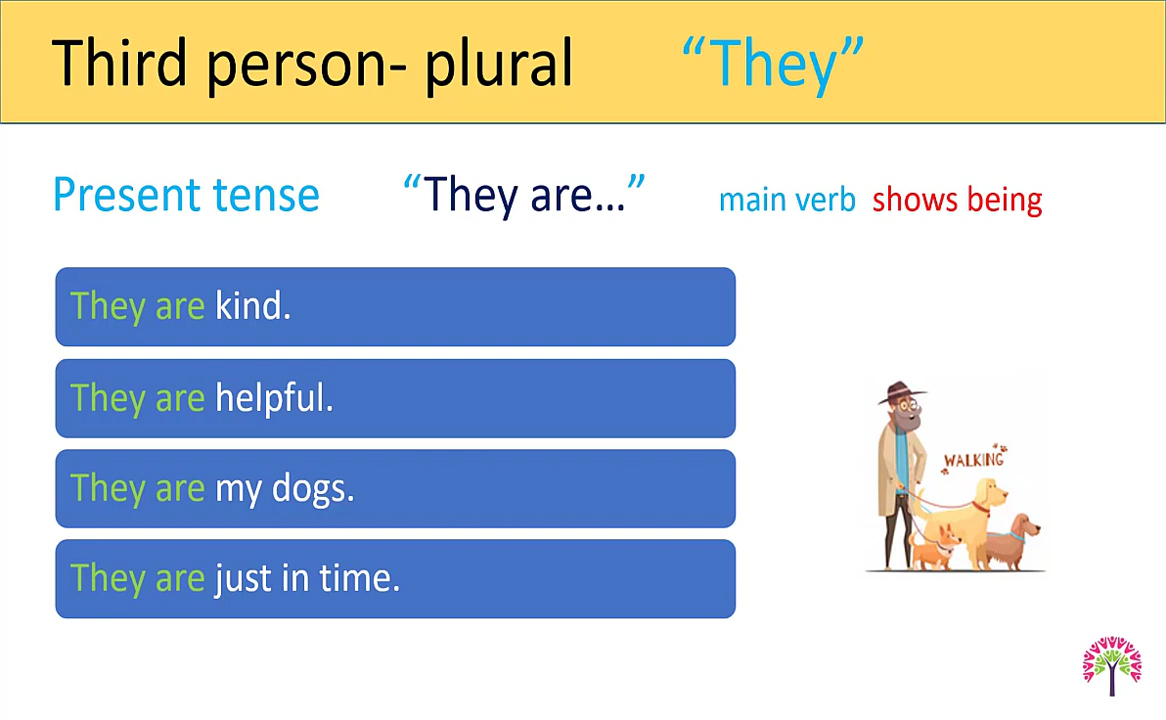 Third person- plural “They”
Present tense “They are...” main verb shows being
They are kind.
They are helpful.
They are my dogs.
They are just in time.
WALKING